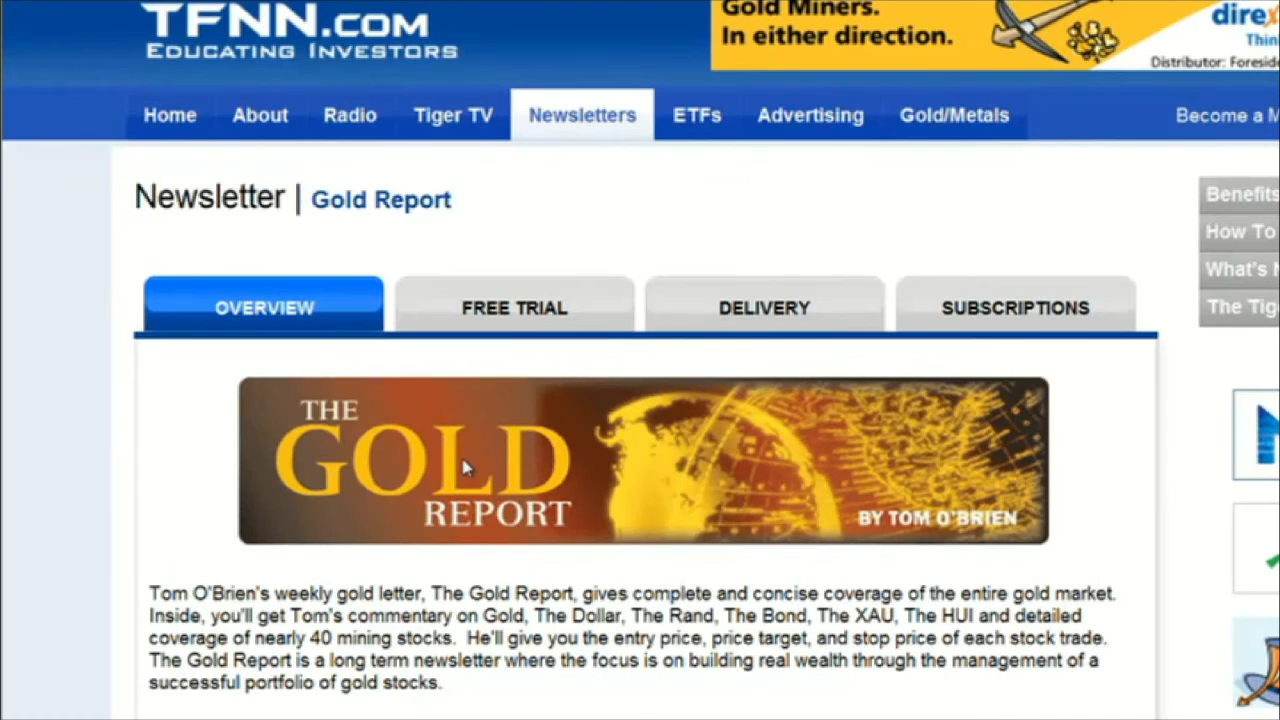 TFNN.COM
EDUCATING INVESTORS
Gold Miners.
In either direction.
Distributor:
Home About Radio Tiger TV Newsletters ETFs Advertising Gold/Metals Become a M
Newsletter | Gold Report
Benefits
How To
What's
The Tig
OVERVIEW FREE TRIAL DELIVERY SUBSCRIPTIONS
THE
GOLD
REPORT
BY TOM O'BRIEN
Tom O'Brien's weekly gold letter, The Gold Report, gives complete and concise coverage of the entire gold market.
Inside, you'll get Tom's commentary on Gold, The Dollar, The Rand, The Bond, The XAU, The HUI and detailed
coverage of nearly 40 mining stocks. He'll give you the entry price, price target, and stop price of each stock trade.
The Gold Report is a long term newsletter where the focus is on building real wealth through the management of a
successful portfolio of gold stocks.